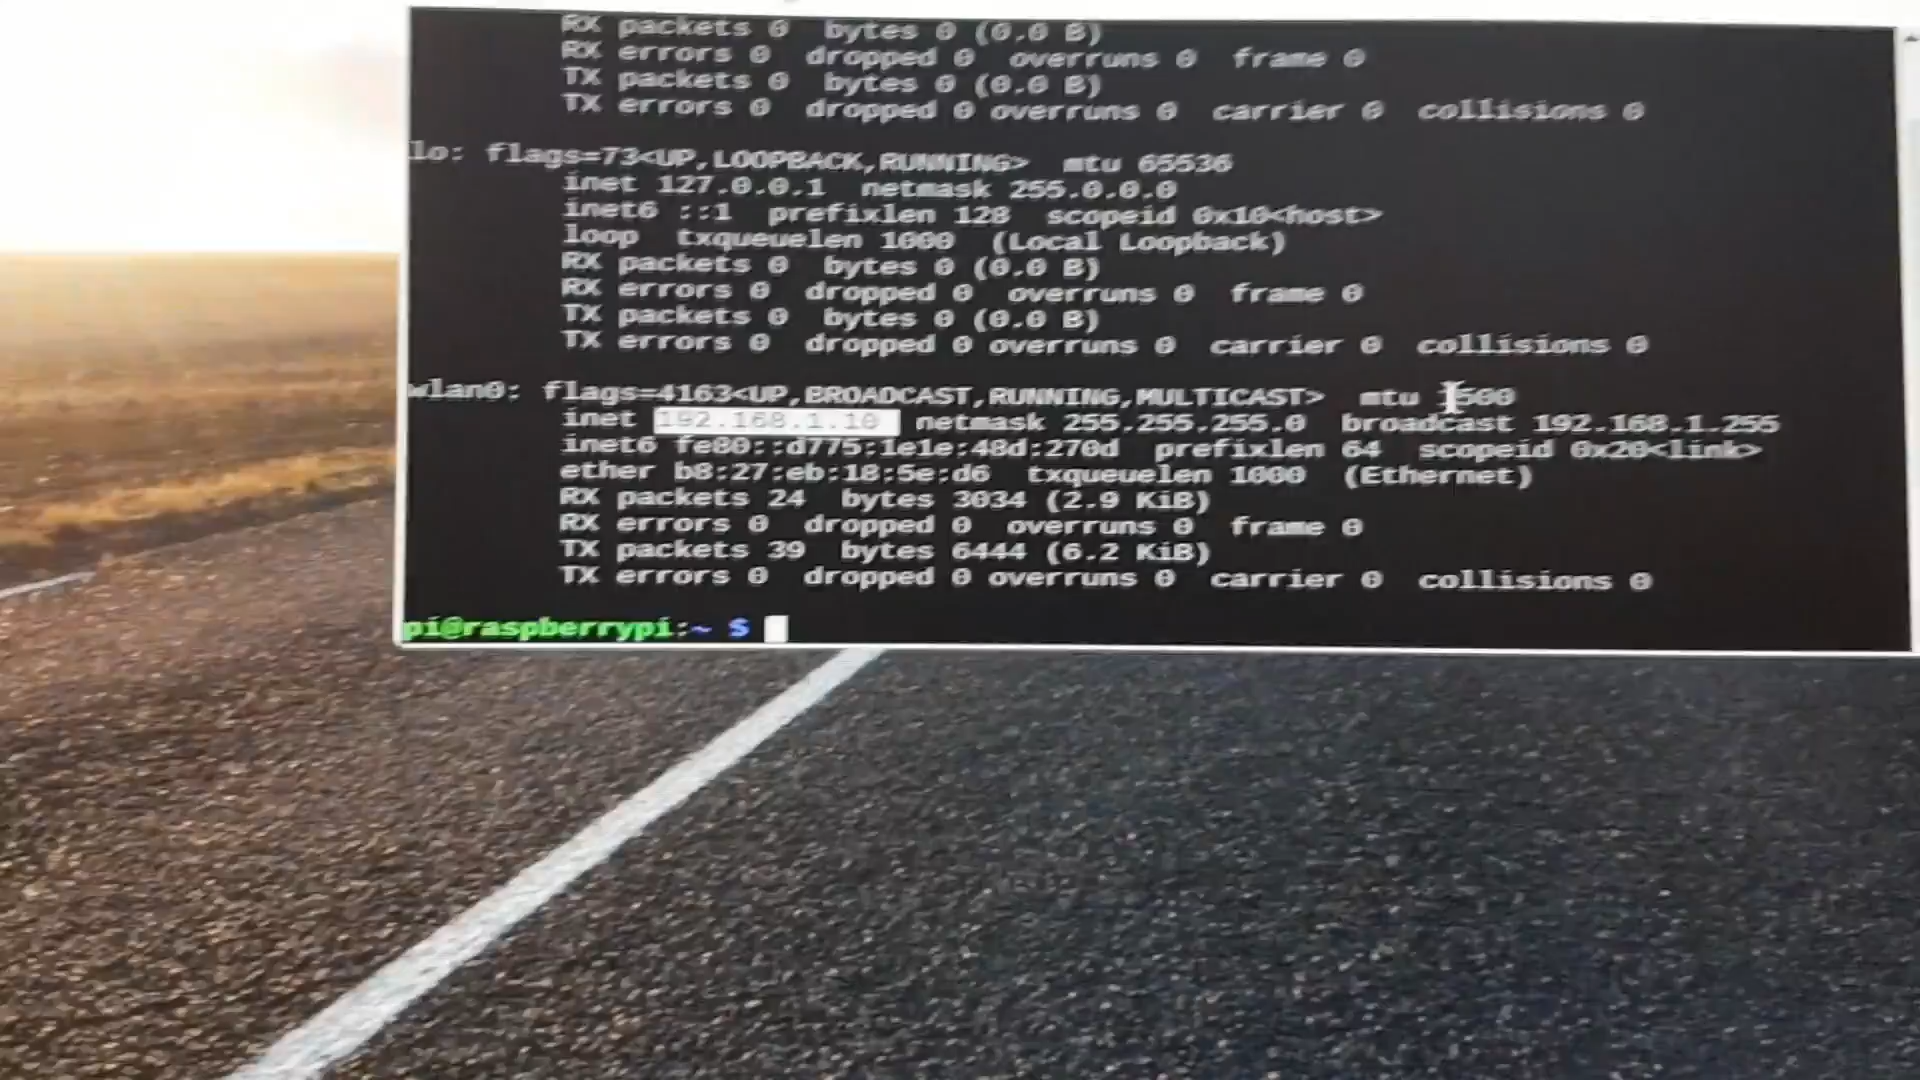 RX packets 0 bytes 0 (0.0 B)
RX errors 0 dropped 0 overruns 0 frame 0
TX packets 0 bytes 0 (0.0 B)
TX errors 0 dropped 0 overruns 0 carrier 0 collisions 0
lo: flags=73<UP,LOOPBACK,RUNNING> mtu 65536
inet 127.0.0.1 netmask 255.0.0.0
inet6 ::1 prefixlen 128 scopeid 0x10<host>
loop txqueuelen 1000 (Local Loopback)
RX packets 0 bytes 0 (0.0 B)
RX errors 0 dropped 0 overruns 0 frame 0
TX packets 0 bytes 0 (0.0 B)
TX errors 0 dropped 0 overruns 0 carrier 0 collisions 0
wlan0: flags=4163<UP,BROADCAST,RUNNING,MULTICAST> mtu 1500
inet 192.168.1.10 netmask 255.255.255.0 broadcast 192.168.1.255
inet6 fe80::d775:1e1e:48d:270d prefixlen 64 scopeid 0x20<link>
ether b8:27:eb:18:5e:d6 txqueuelen 1000 (Ethernet)
RX packets 24 bytes 3034 (2.9 KiB)
RX errors 0 dropped 0 overruns 0 frame 0
TX packets 39 bytes 6444 (6.2 KiB)
TX errors 0 dropped 0 overruns 0 carrier 0 collisions 0
pi@raspberrypi:~ $